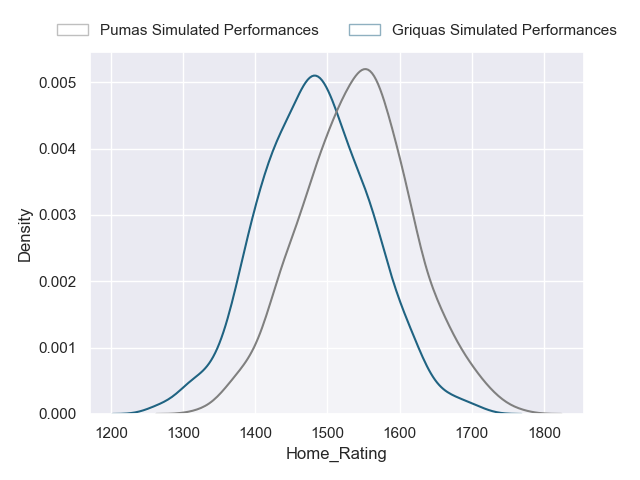 Pumas Simulated Performances
Griquas Simulated Performances
0.005
0.004
0.003
0.002
0.001
0.000
Density
1200 1300 1400 1500 1600 1700 1800
Home_Rating